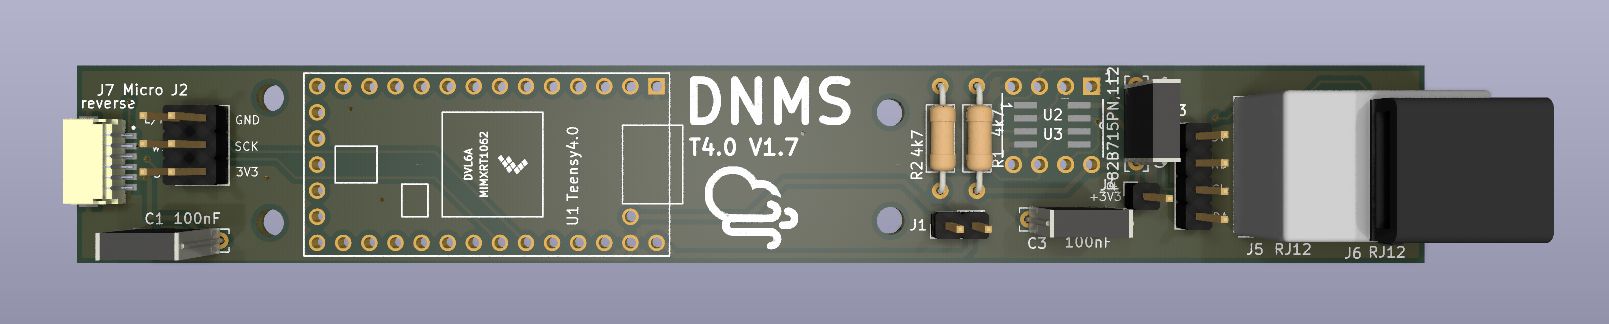 J7 Micro J2
reverse
GND
SCK
3V3
C1 100nF
DVL6A
MIMXRT1062
U1 Teensy4.0
DNMS
T4.0 V1.7
R2 4k7
R1 4k7
J1
1
U2
U3
P82B715PN,112
+3V3
C3 100nF
J5 RJ12
J6 RJ12